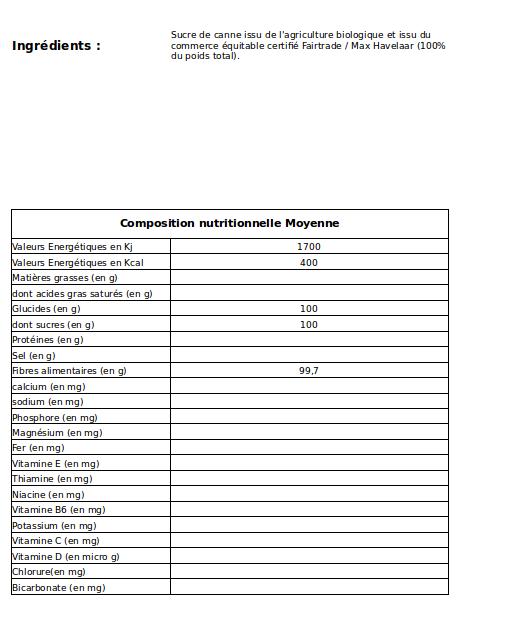 Ingrédients :
Sucre de canne issu de l'agriculture biologique et issu du
commerce équitable certifié Fairtrade / Max Havelaar (100%
du poids total).
Composition nutritionnelle Moyenne
Valeurs Energétiques en Kj 1700
Valeurs Energétiques en Kcal 400
Matières grasses (en g)
dont acides gras saturés (en g)
Glucides (en g) 100
dont sucres (en g) 100
Protéines (en g)
Sel (en g)
Fibres alimentaires (en g) 99,7
calcium (en mg)
sodium (en mg)
Phosphore (en mg)
Magnésium (en mg)
Fer (en mg)
Vitamine E (en mg)
Thiamine (en mg)
Niacine (en mg)
Vitamine B6 (en mg)
Potassium (en mg)
Vitamine C (en mg)
Vitamine D (en micro g)
Chlorure(en mg)
Bicarbonate (en mg)